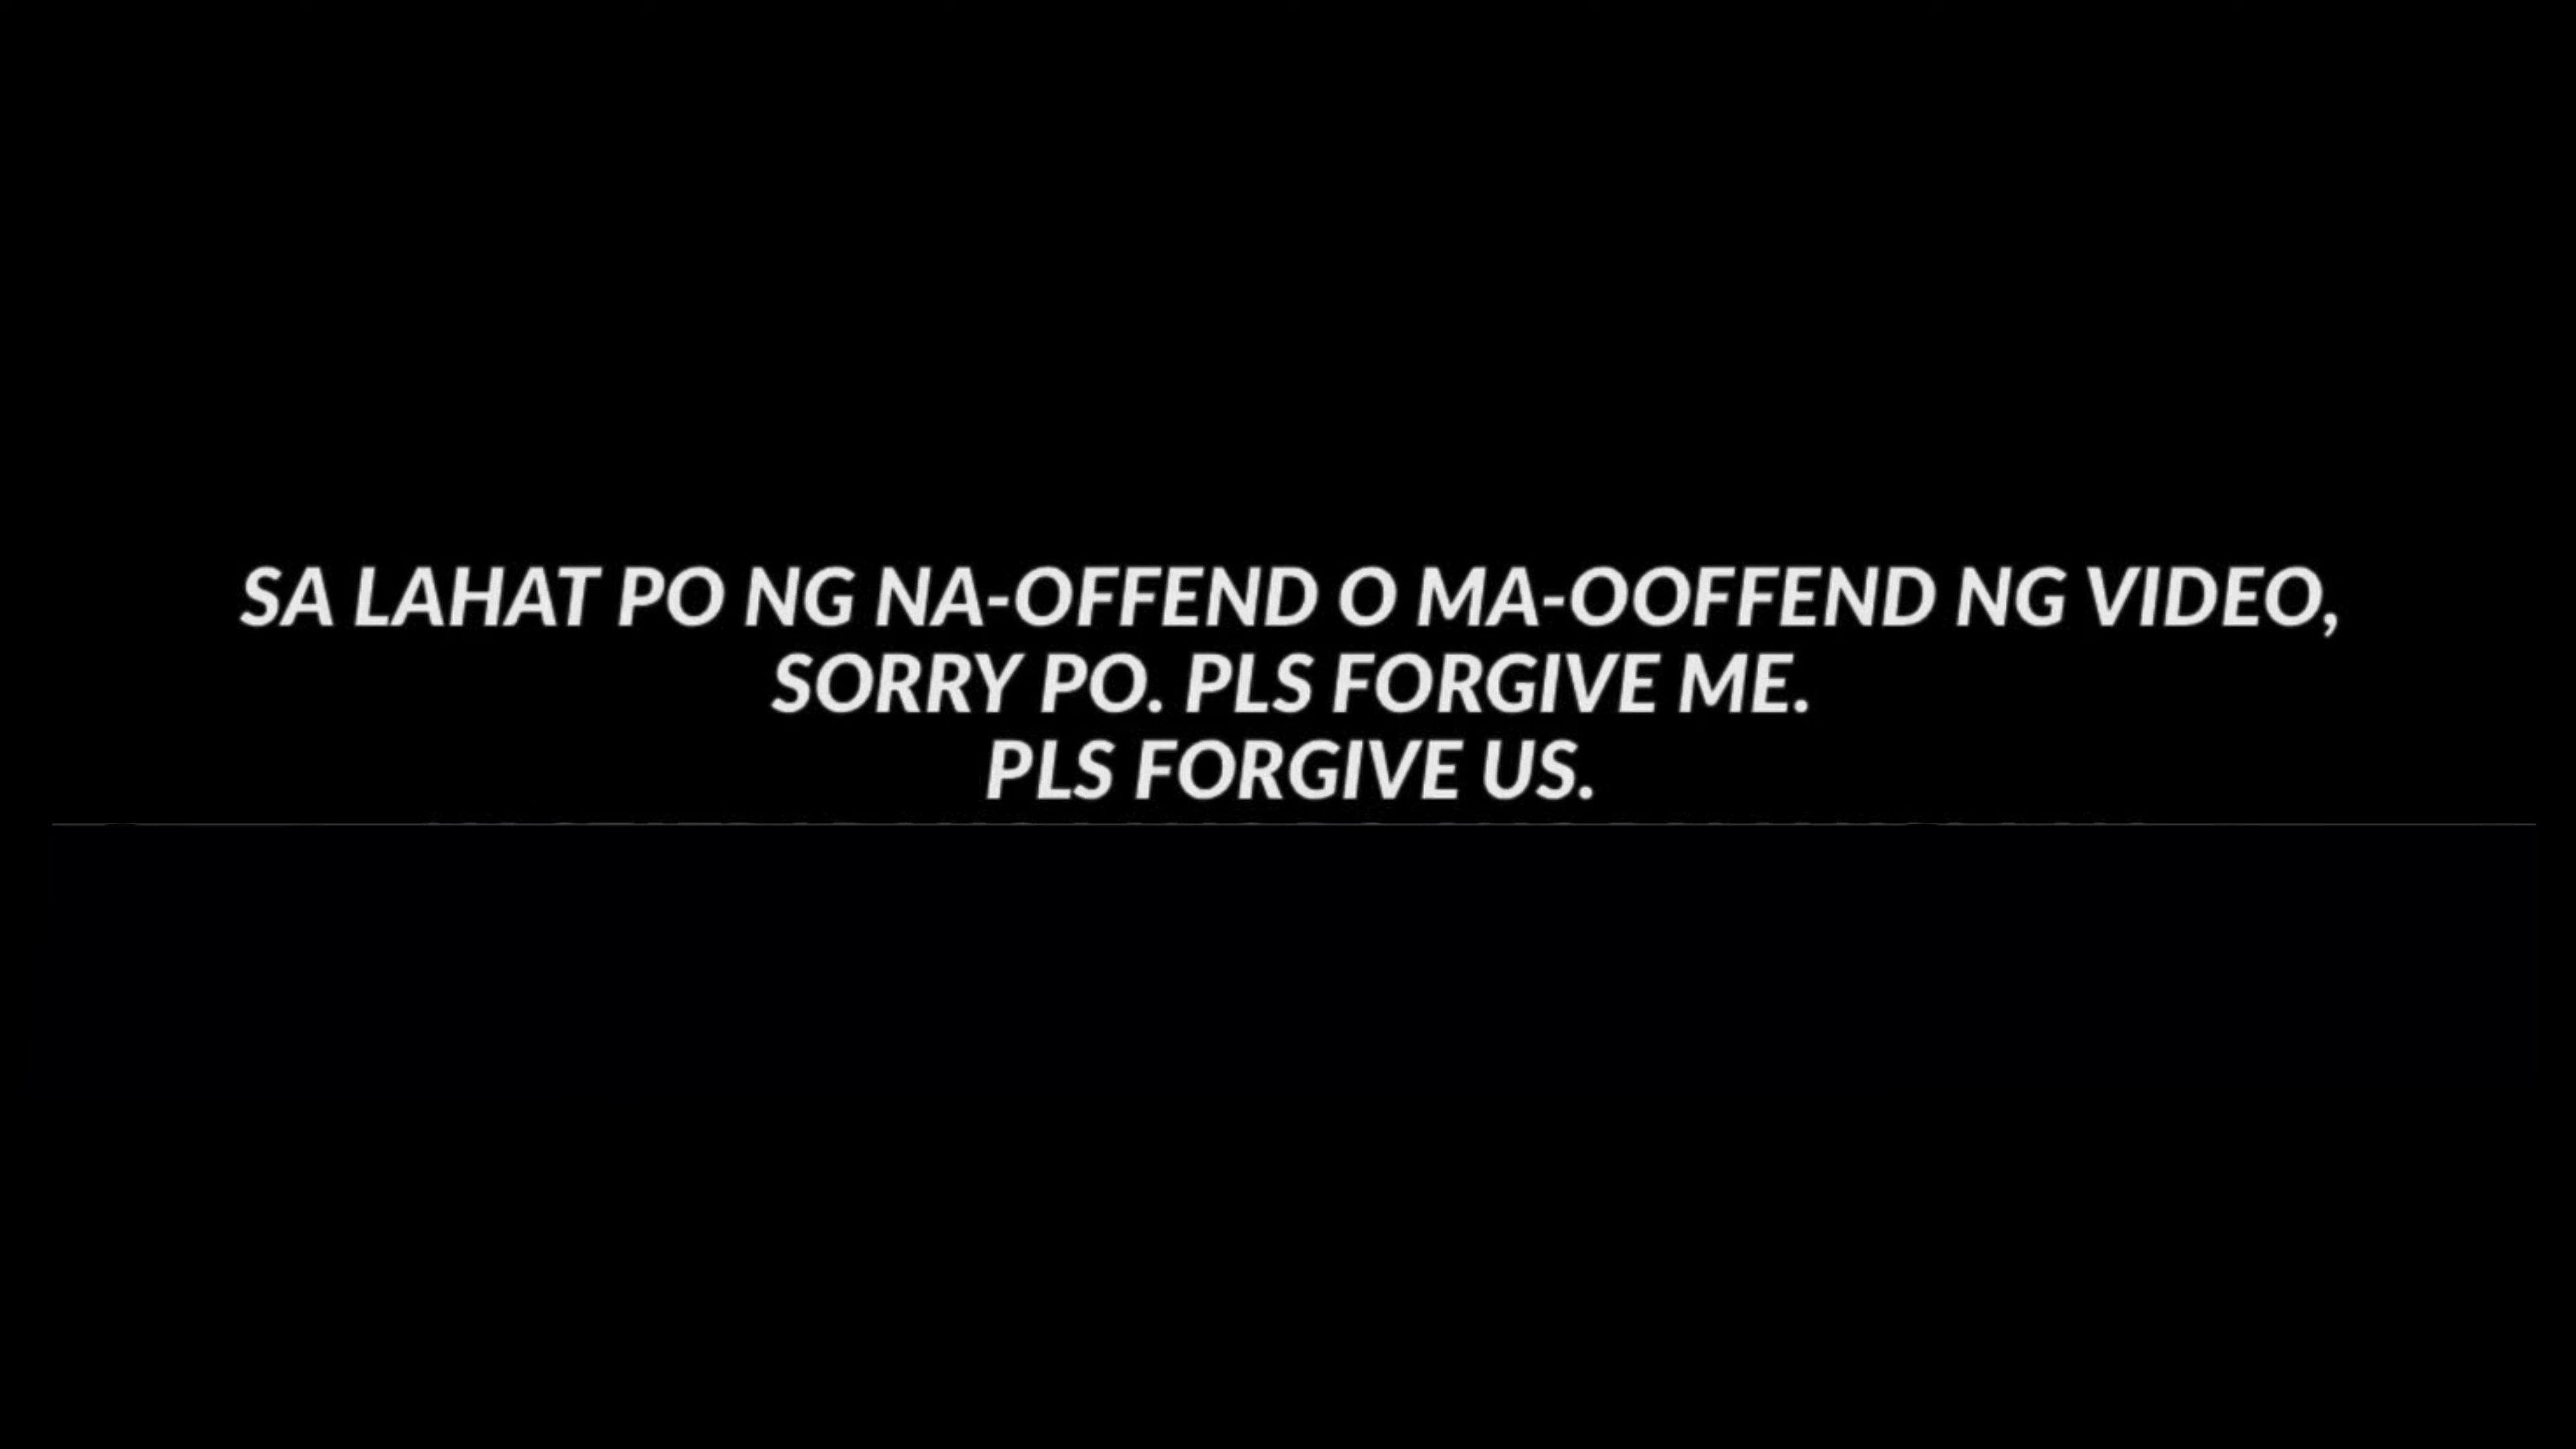 SA LAHAT PO NG NA-OFFEND O MA-OOFFEND NG VIDEO,
SORRY PO. PLS FORGIVE ME.
PLS FORGIVE US.